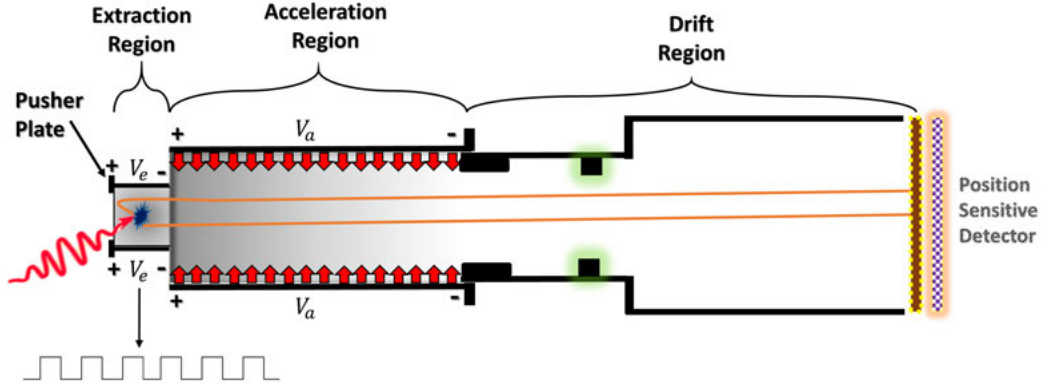 Extraction
Region
Acceleration
Region
Drift
Region
Pusher
Plate
+ Vₐ -
+ Vₑ -
Position
Sensitive
Detector
+ Vₑ -
+ Vₐ -